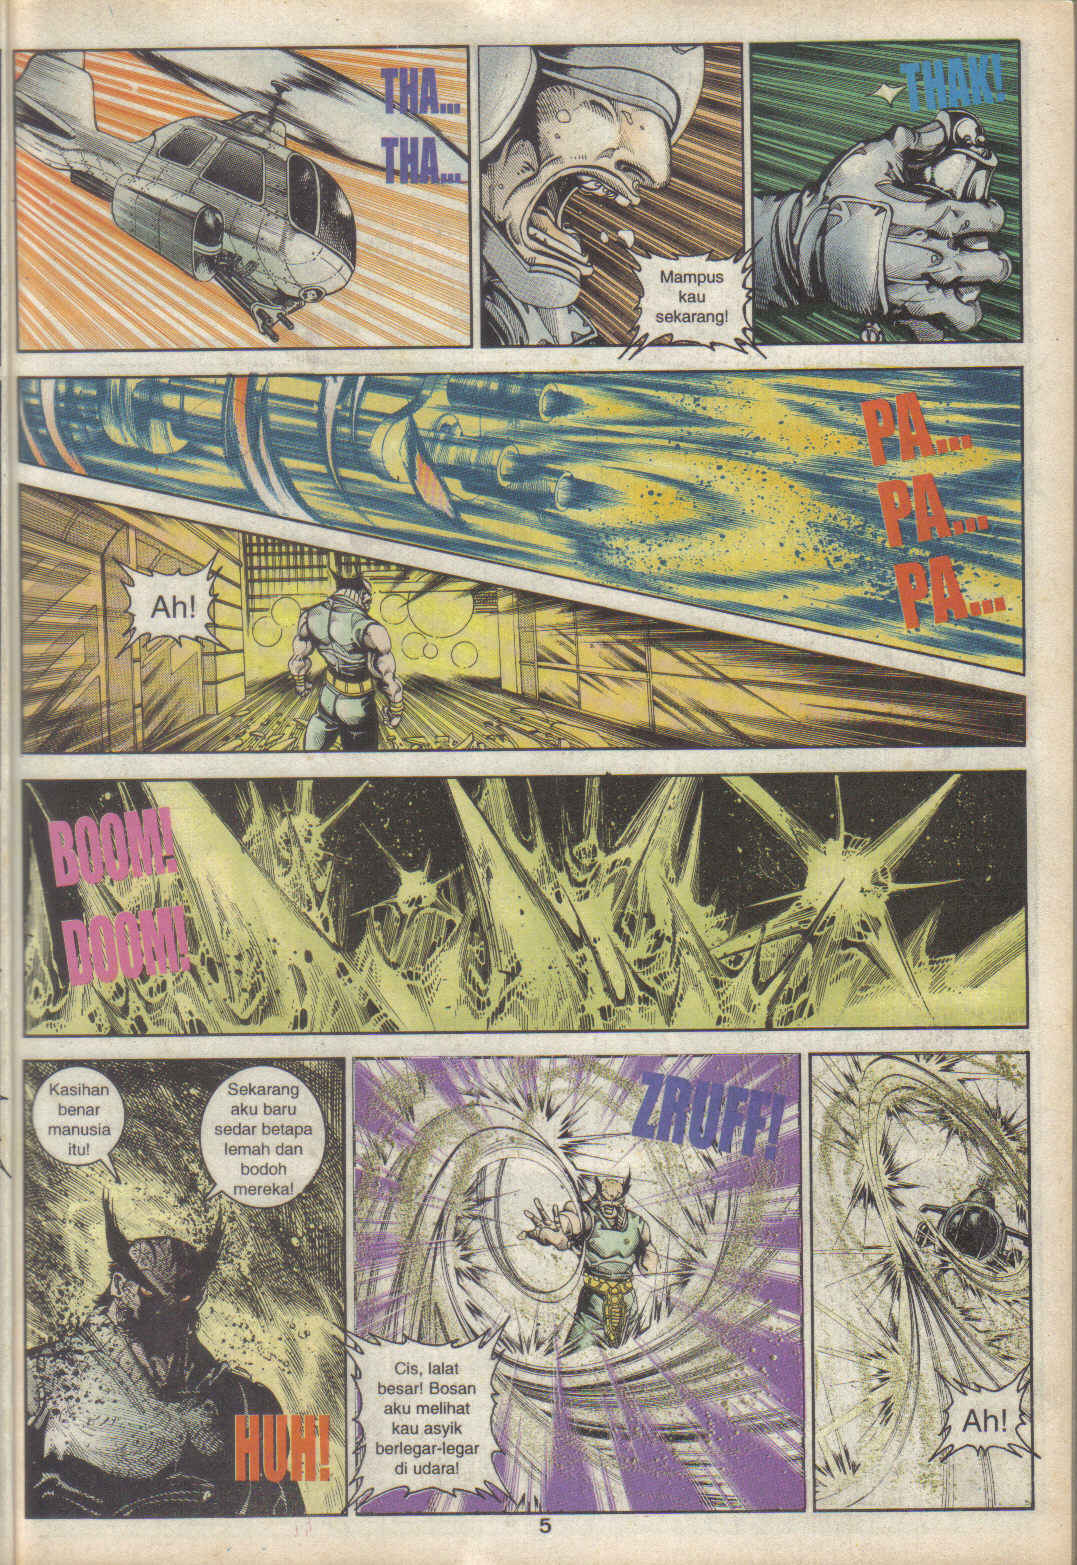 THA...
THA...
Mampus
kau
sekarang!
THAK!
PA...
PA...
PA...
Ah!
BOOM!
DOOM!
Kasihan
benar
manusia
itu!
Sekarang
aku baru
sedar betapa
lemah dan
bodoh
mereka!
HUH!
ZRUFF!
Cis, lalat
besar! Bosan
aku melihat
kau asyik
berlegar-legar
di udara!
Ah!
5